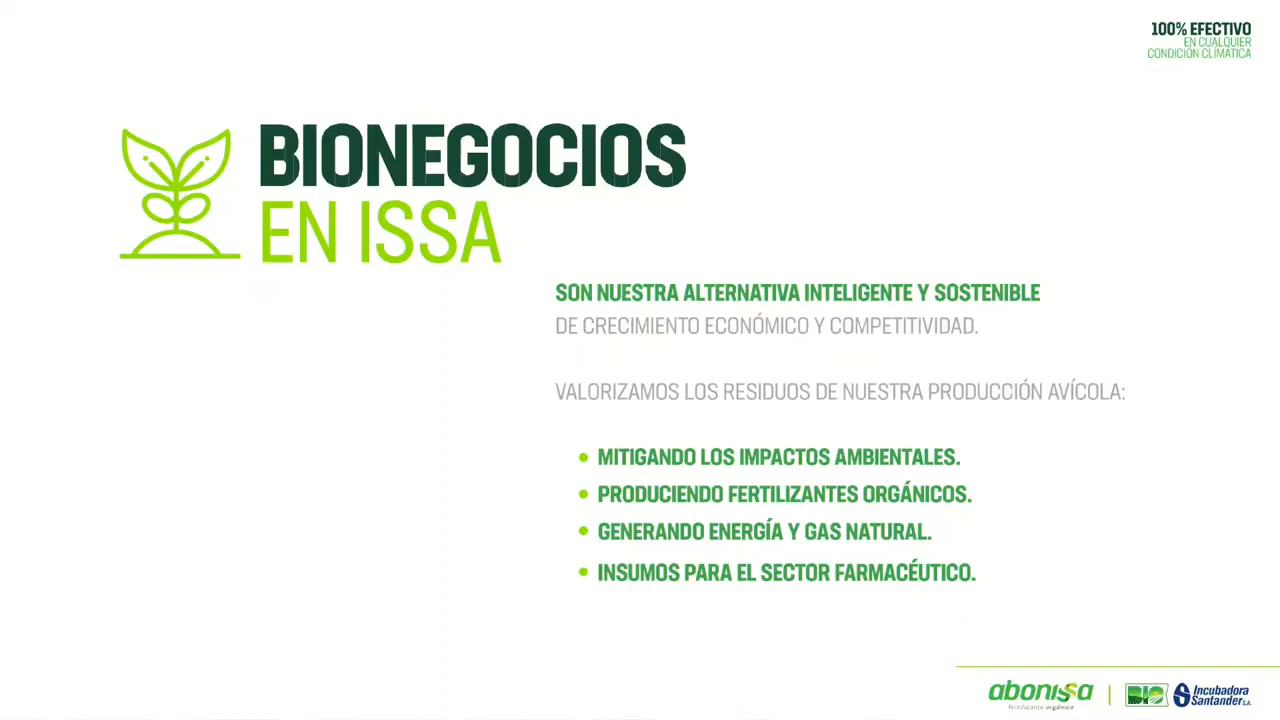 100% EFECTIVO
EN CUALQUIER
CONDICIÓN CLIMÁTICA
BIONEGOCIOS
EN ISSA
SON NUESTRA ALTERNATIVA INTELIGENTE Y SOSTENIBLE
DE CRECIMIENTO ECONÓMICO Y COMPETITIVIDAD.
VALORIZAMOS LOS RESIDUOS DE NUESTRA PRODUCCIÓN AVÍCOLA:
• MITIGANDO LOS IMPACTOS AMBIENTALES.
• PRODUCIENDO FERTILIZANTES ORGÁNICOS.
• GENERANDO ENERGÍA Y GAS NATURAL.
• INSUMOS PARA EL SECTOR FARMACÉUTICO.
abonissa
fertilizante orgánico
BIO
Incubadora
Santander S.A.